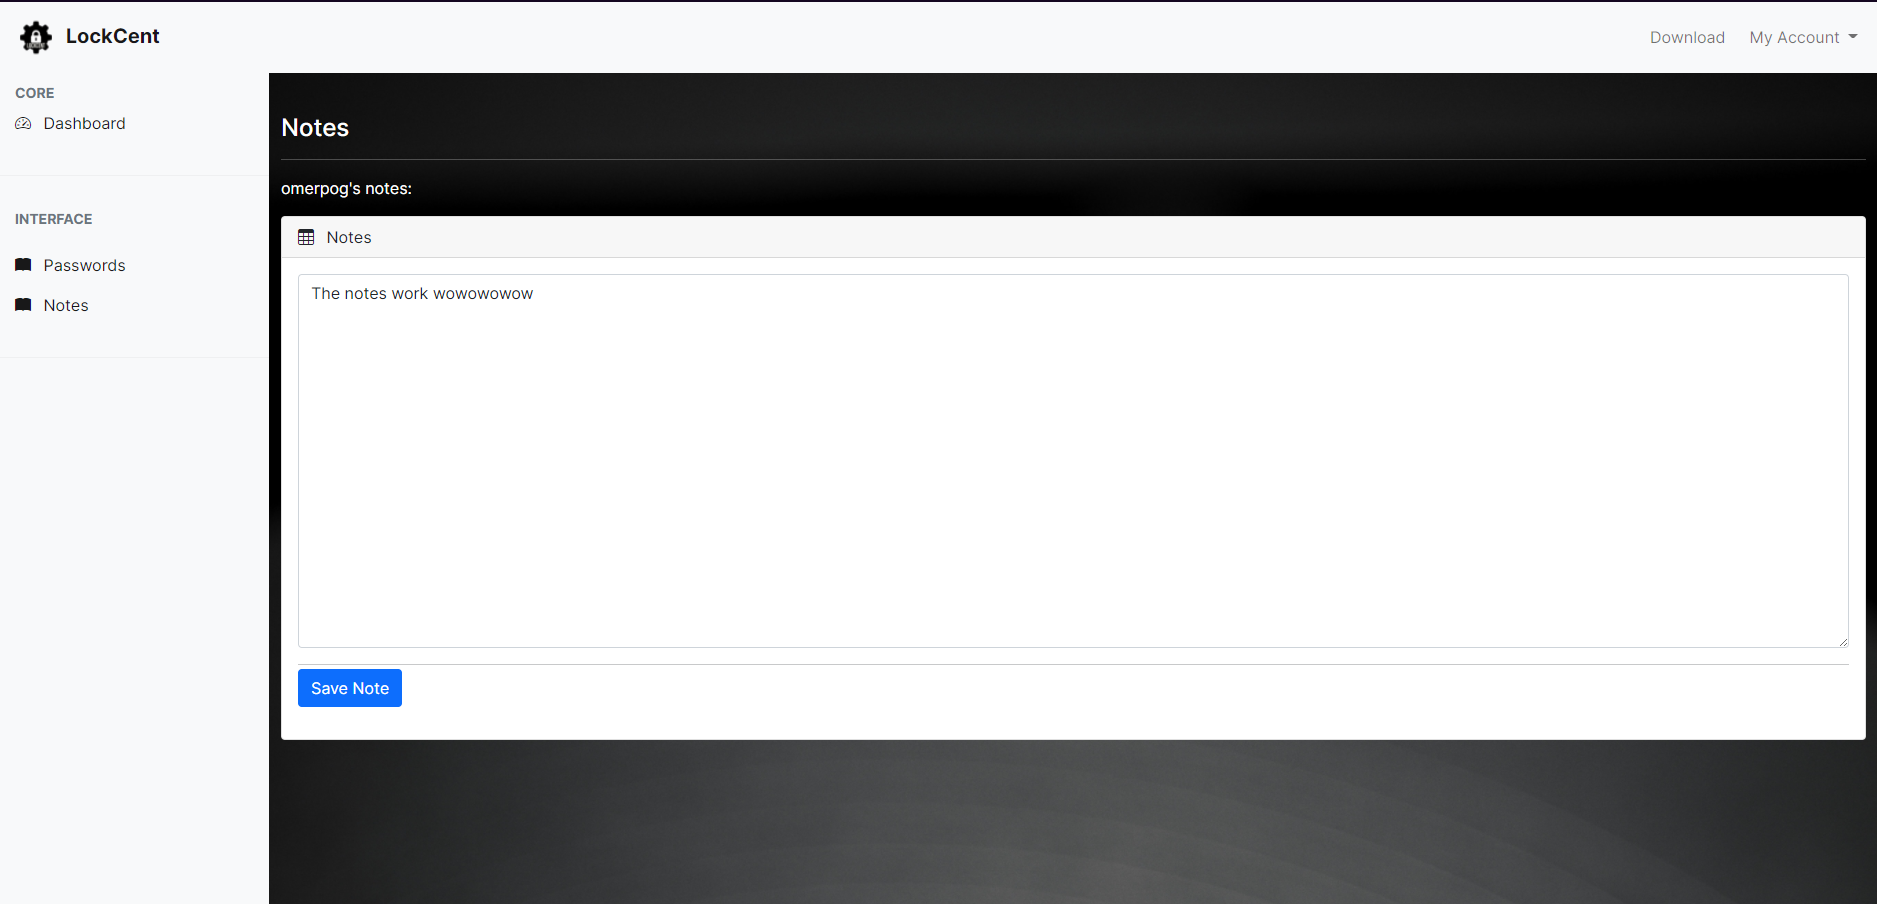 LockCent
Download
My Account
CORE
Dashboard
INTERFACE
Passwords
Notes
Notes
omerpog's notes:
Notes
The notes work wowowowow
Save Note